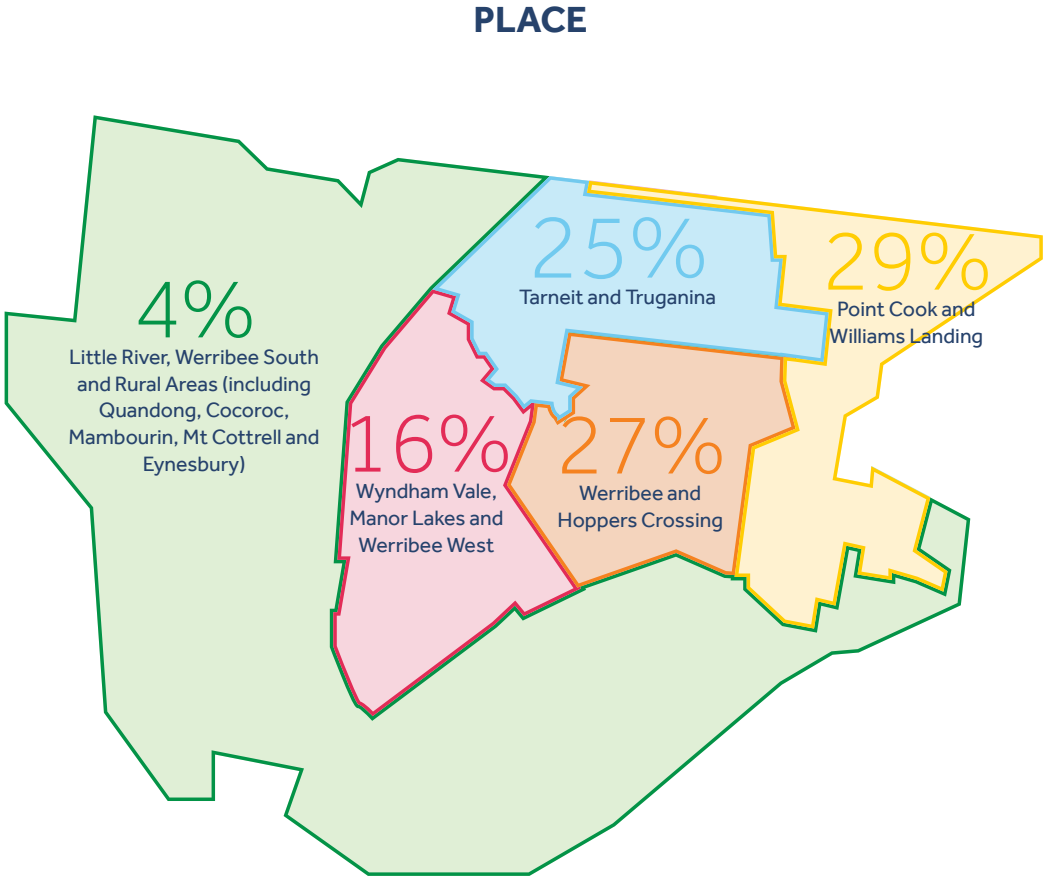 PLACE
25%
Tarneit and Truganina
29%
Point Cook and
Williams Landing
4%
Little River, Werribee South
and Rural Areas (including
Quandong, Cocoroc,
Mambourin, Mt Cottrell and
Eynesbury)
16%
Wyndham Vale,
Manor Lakes and
Werribee West
27%
Werribee and
Hoppers Crossing